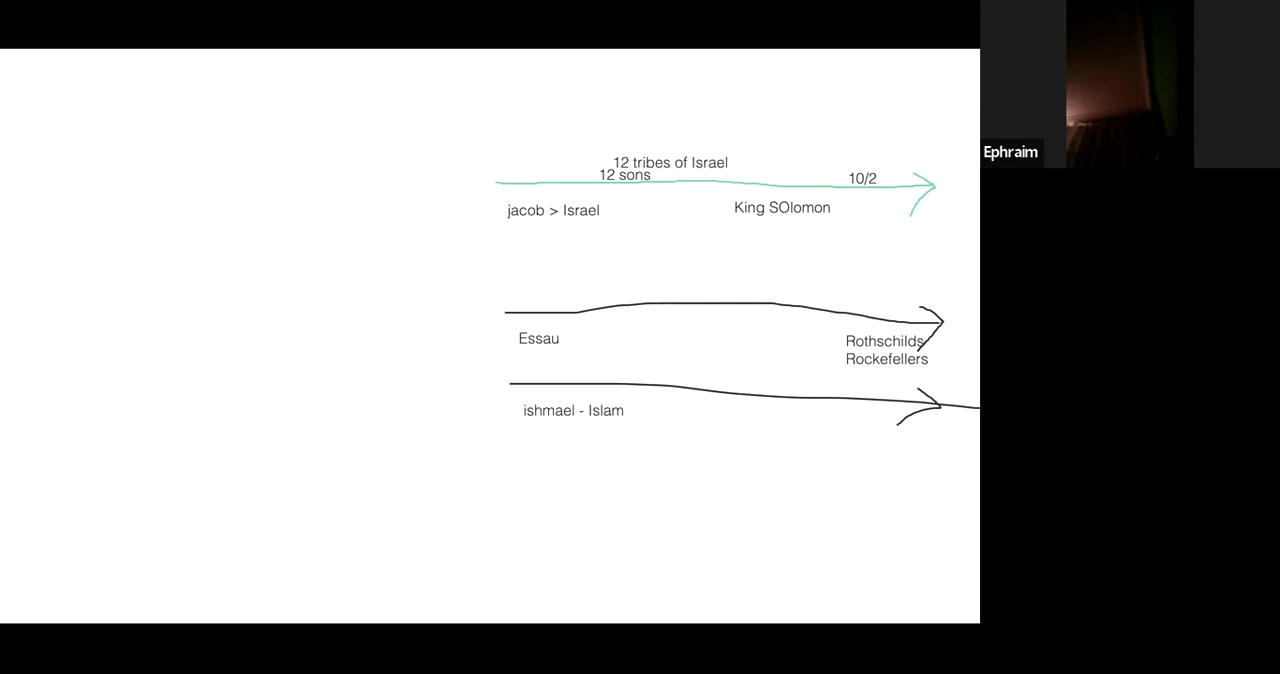 Ephraim
12 tribes of Israel
12 sons
10/2
jacob > Israel
King SOlomon
Essau
Rothschilds
Rockefellers
ishmael - Islam